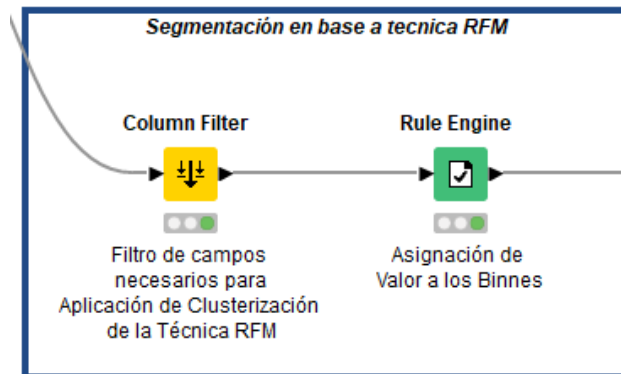 Segmentación en base a tecnica RFM
Column Filter
Rule Engine
Filtro de campos
necesarios para
Aplicación de Clusterización
de la Técnica RFM
Asignación de
Valor a los Binnes